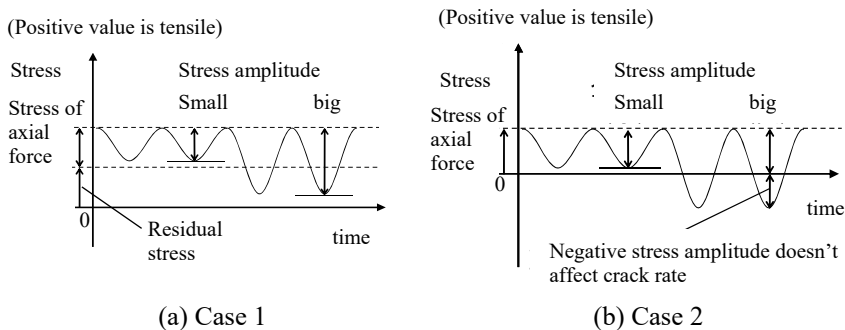 (Positive value is tensile)
Stress
Stress amplitude
Stress of
axial
force
Small
big
0
Residual
stress
time
(a) Case 1
(Positive value is tensile)
Stress
Stress amplitude
:
Stress of
axial
force
Small
big
0
time
Negative stress amplitude doesn't
affect crack rate
(b) Case 2